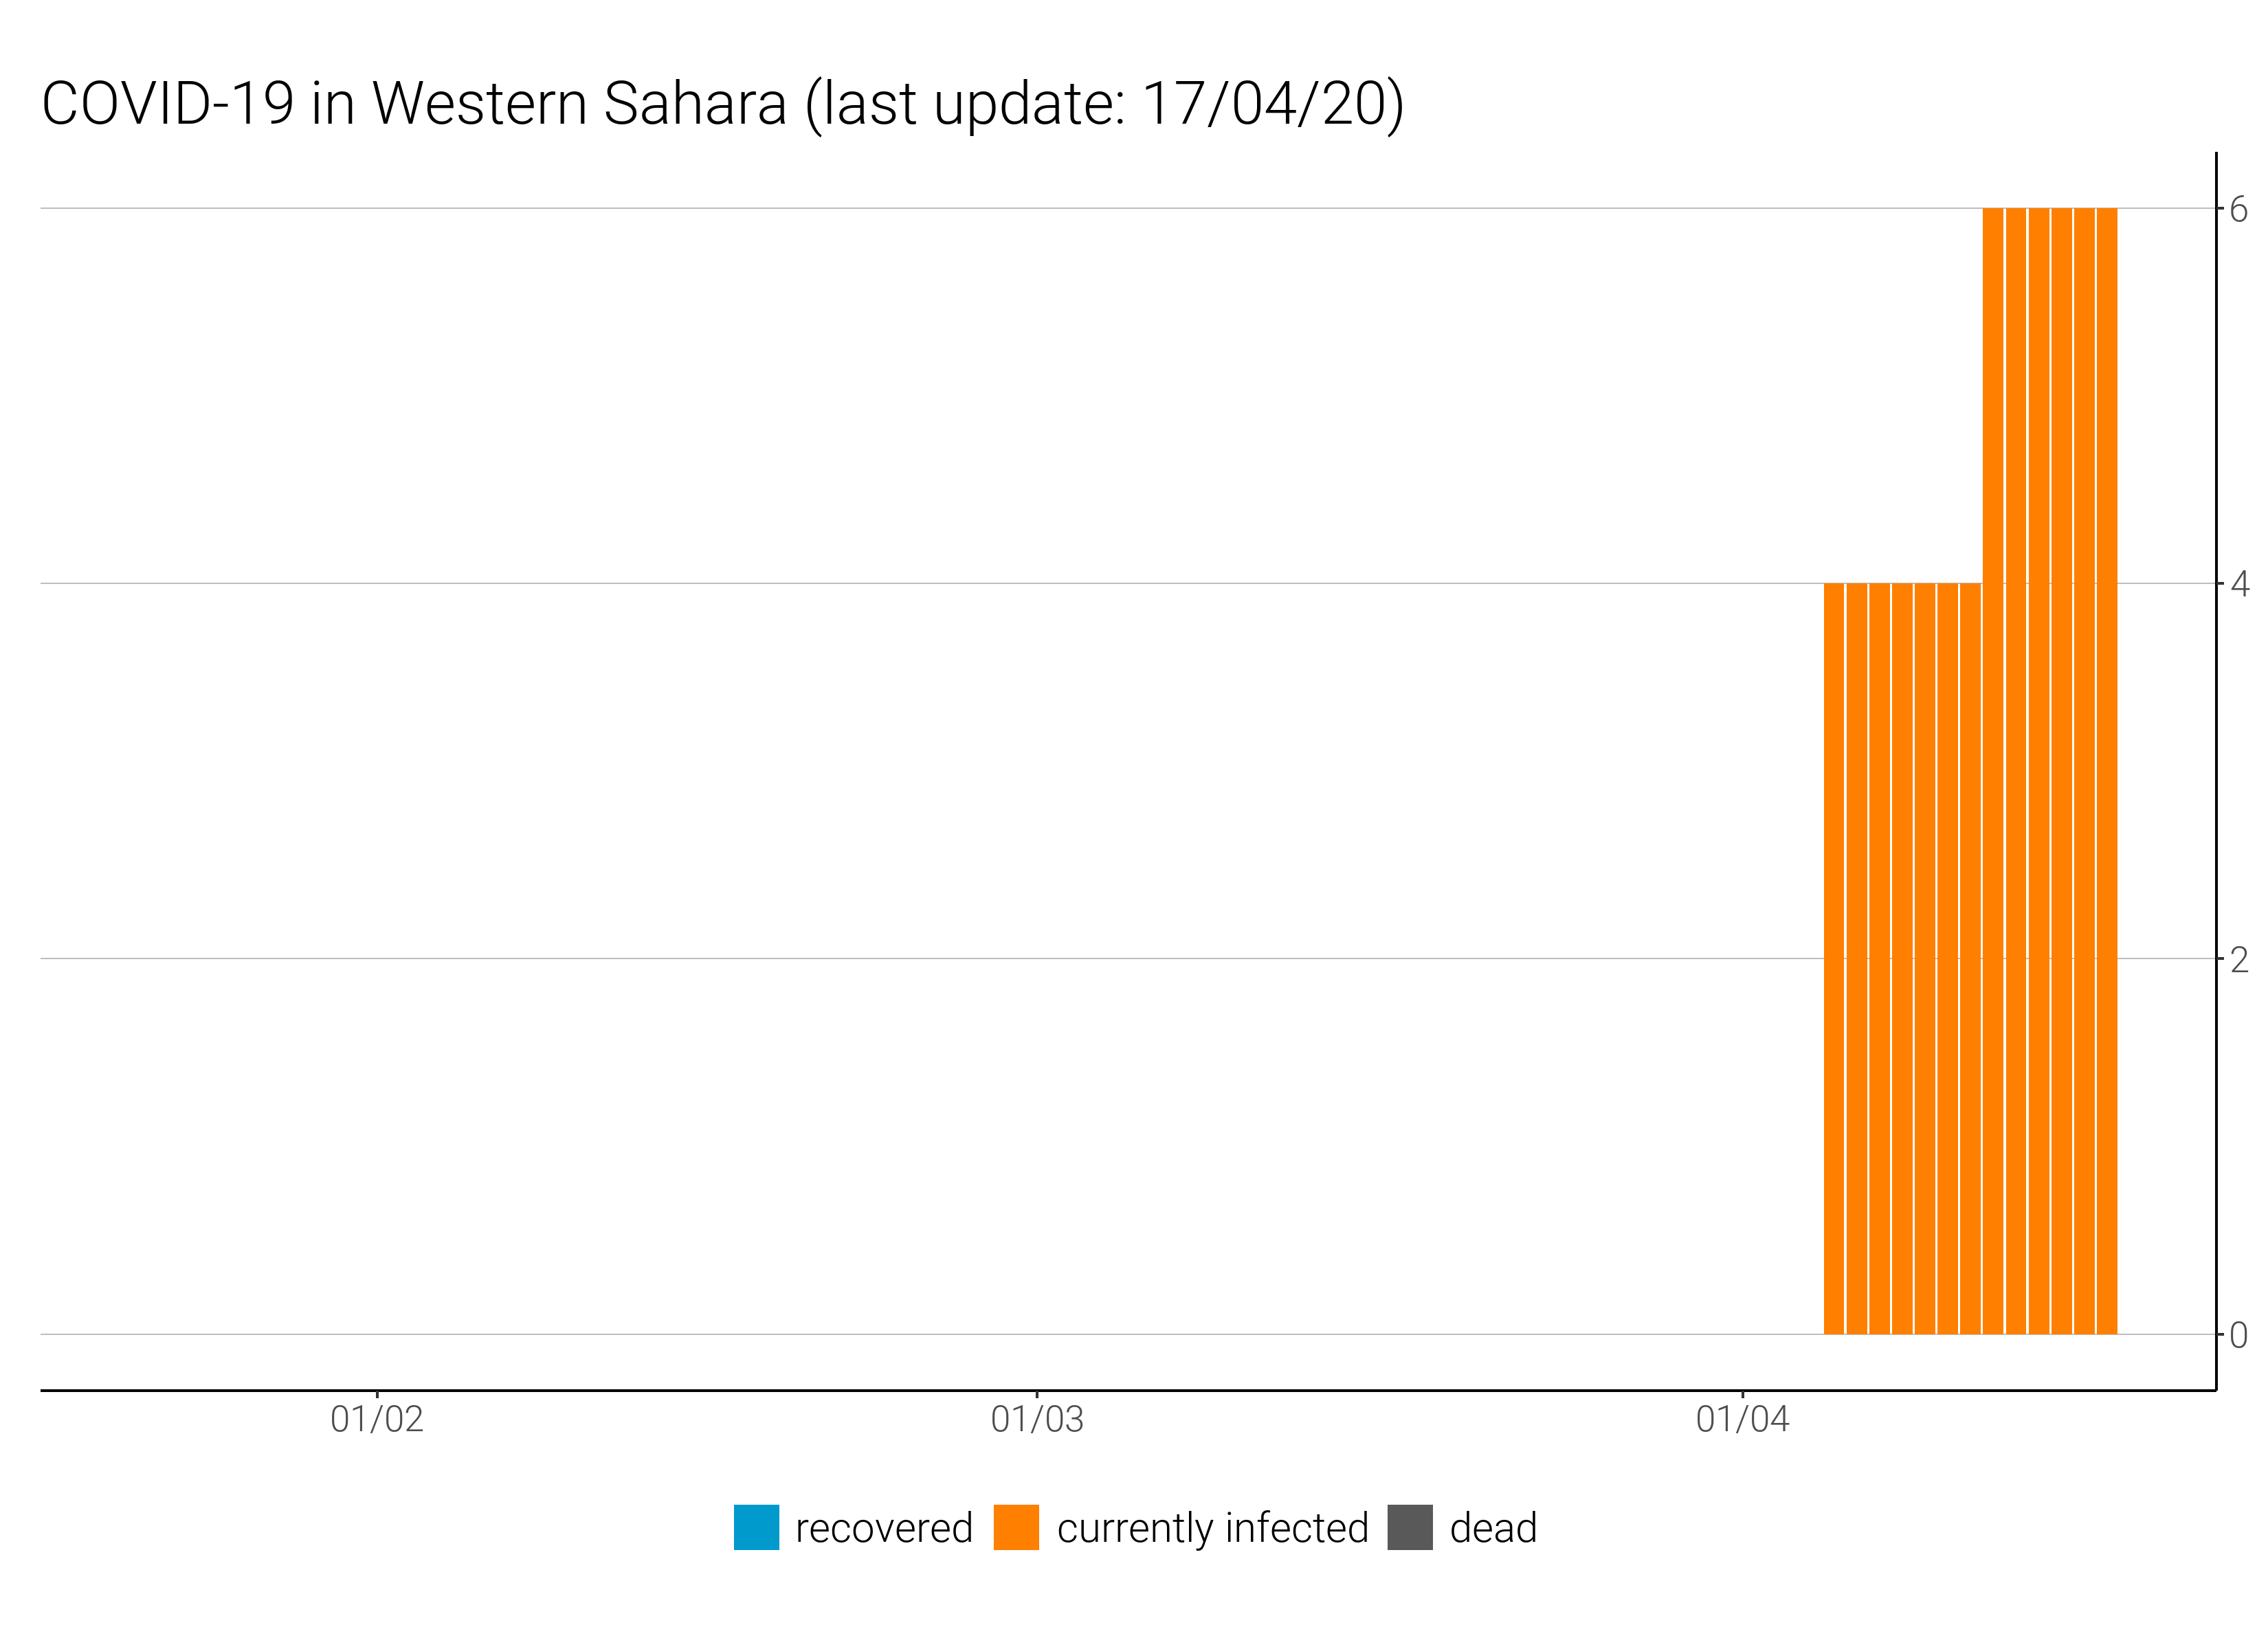 COVID-19 in Western Sahara (last update: 17/04/20)
6
4
2
0
01/02 01/03 01/04
recovered currently infected dead